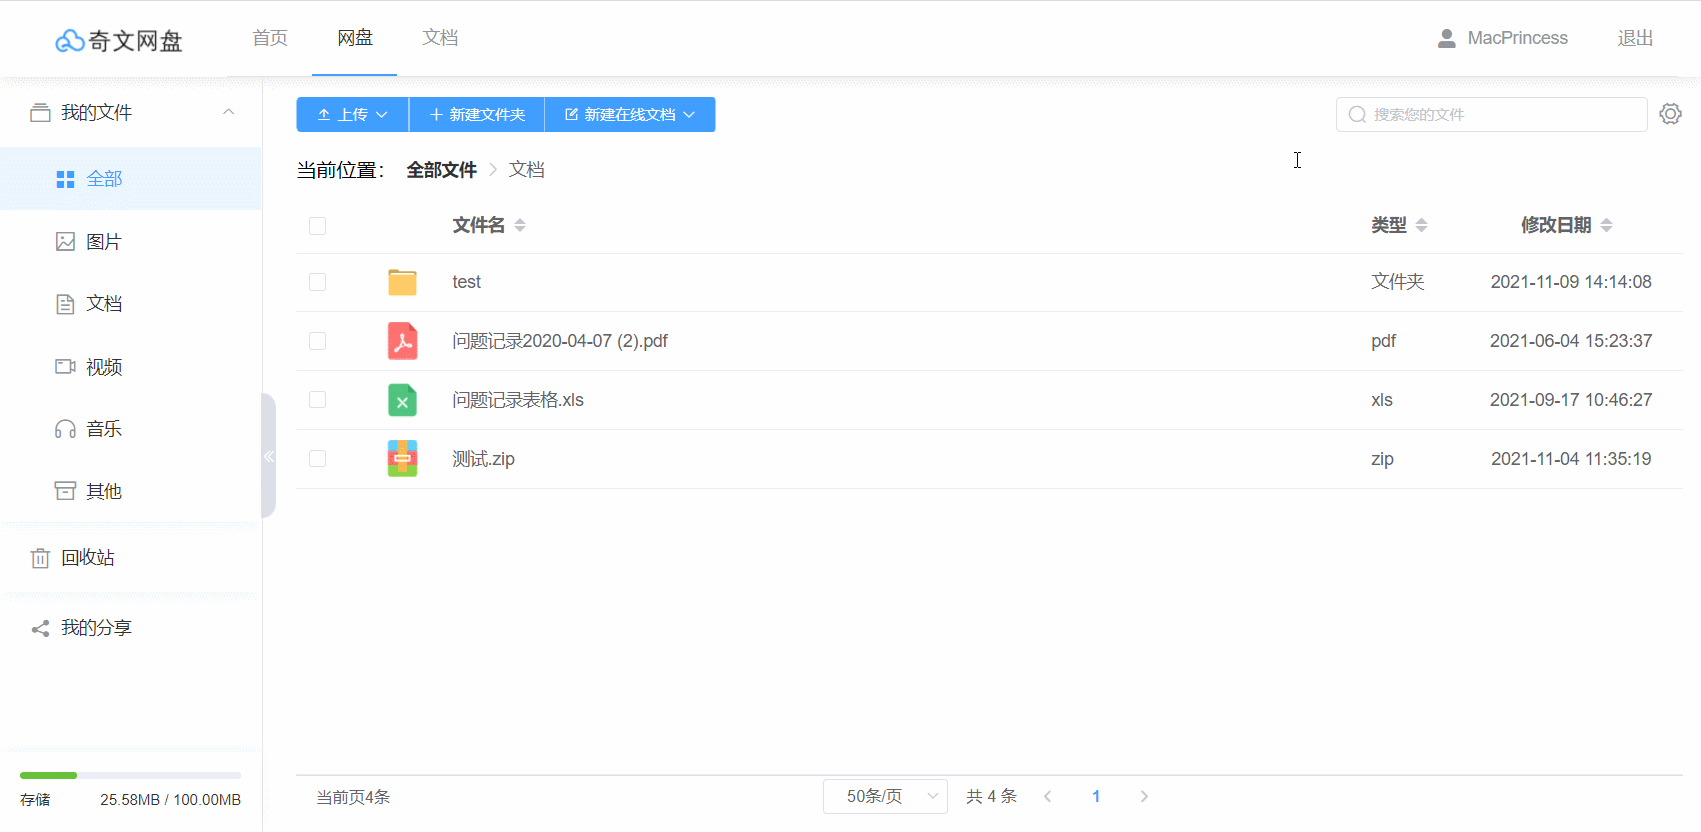 奇文网盘 首页 网盘 文档 MacPrincess 退出
我的文件
全部
图片
文档
视频
音乐
其他
回收站
我的分享
存储 25.58MB / 100.00MB
上传 新建文件夹 新建在线文档 搜索您的文件
当前位置： 全部文件 文档
文件名 类型 修改日期
test 文件夹 2021-11-09 14:14:08
问题记录2020-04-07 (2).pdf pdf 2021-06-04 15:23:37
问题记录表格.xls xls 2021-09-17 10:46:27
测试.zip zip 2021-11-04 11:35:19
当前页4条 50条/页 共 4 条 1